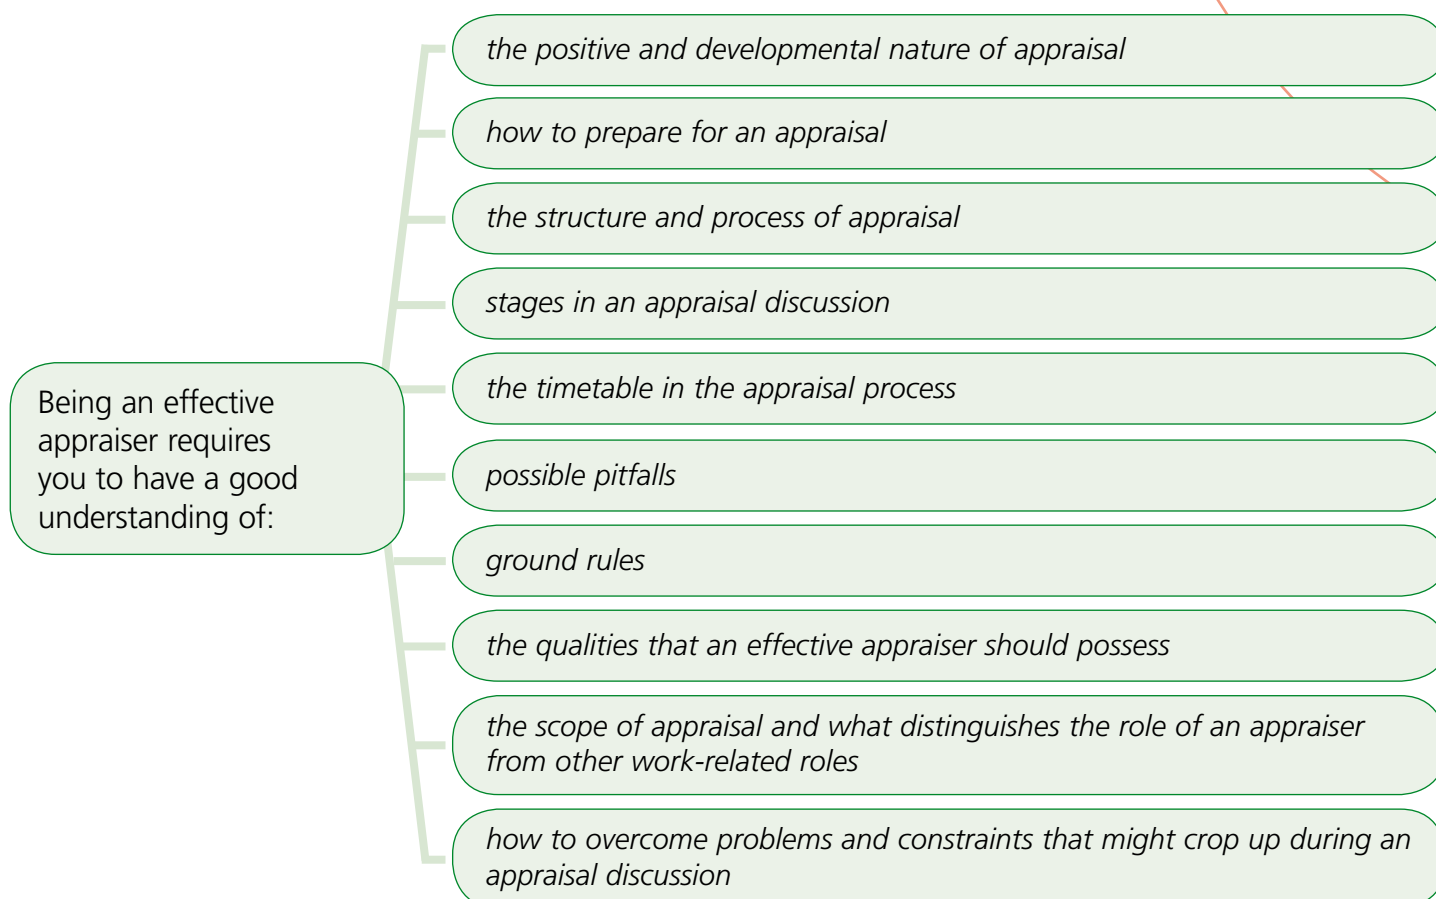 Being an effective
appraiser requires
you to have a good
understanding of:
the positive and developmental nature of appraisal
how to prepare for an appraisal
the structure and process of appraisal
stages in an appraisal discussion
the timetable in the appraisal process
possible pitfalls
ground rules
the qualities that an effective appraiser should possess
the scope of appraisal and what distinguishes the role of an appraiser
from other work-related roles
how to overcome problems and constraints that might crop up during an
appraisal discussion